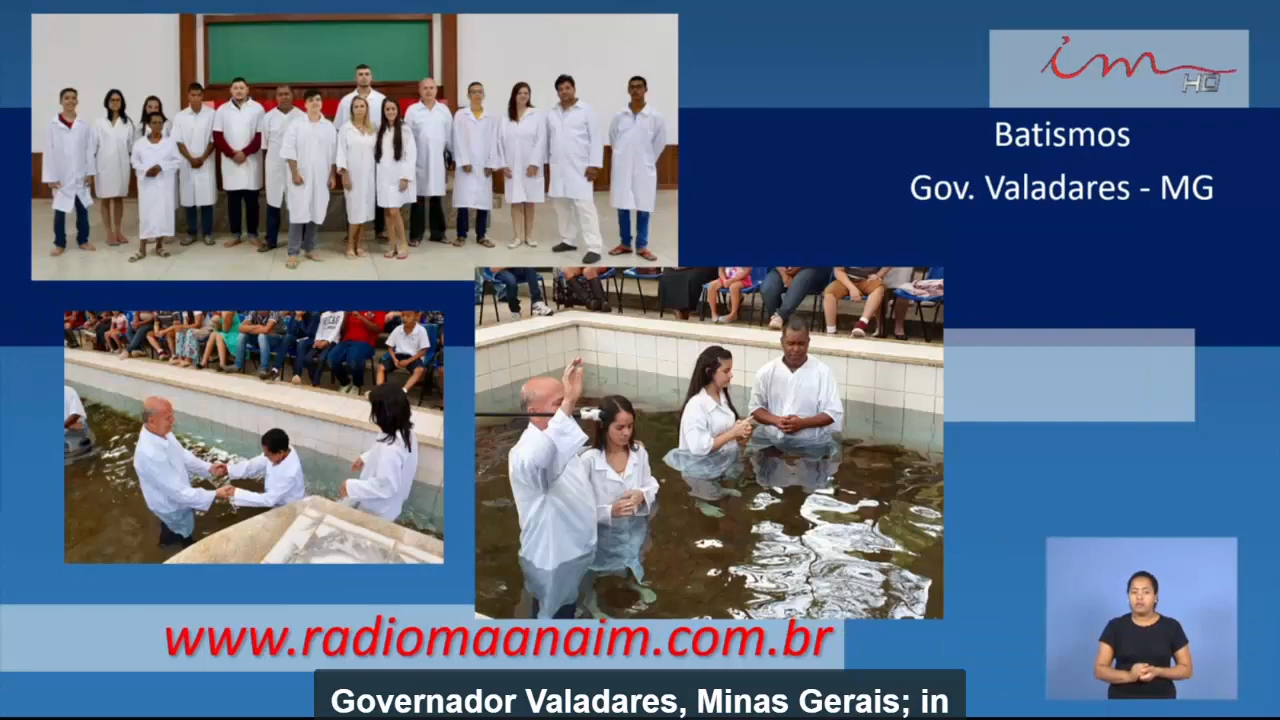 im
HD
Batismos
Gov. Valadares - MG
www.radiomaanaim.com.br
Governador Valadares, Minas Gerais; in